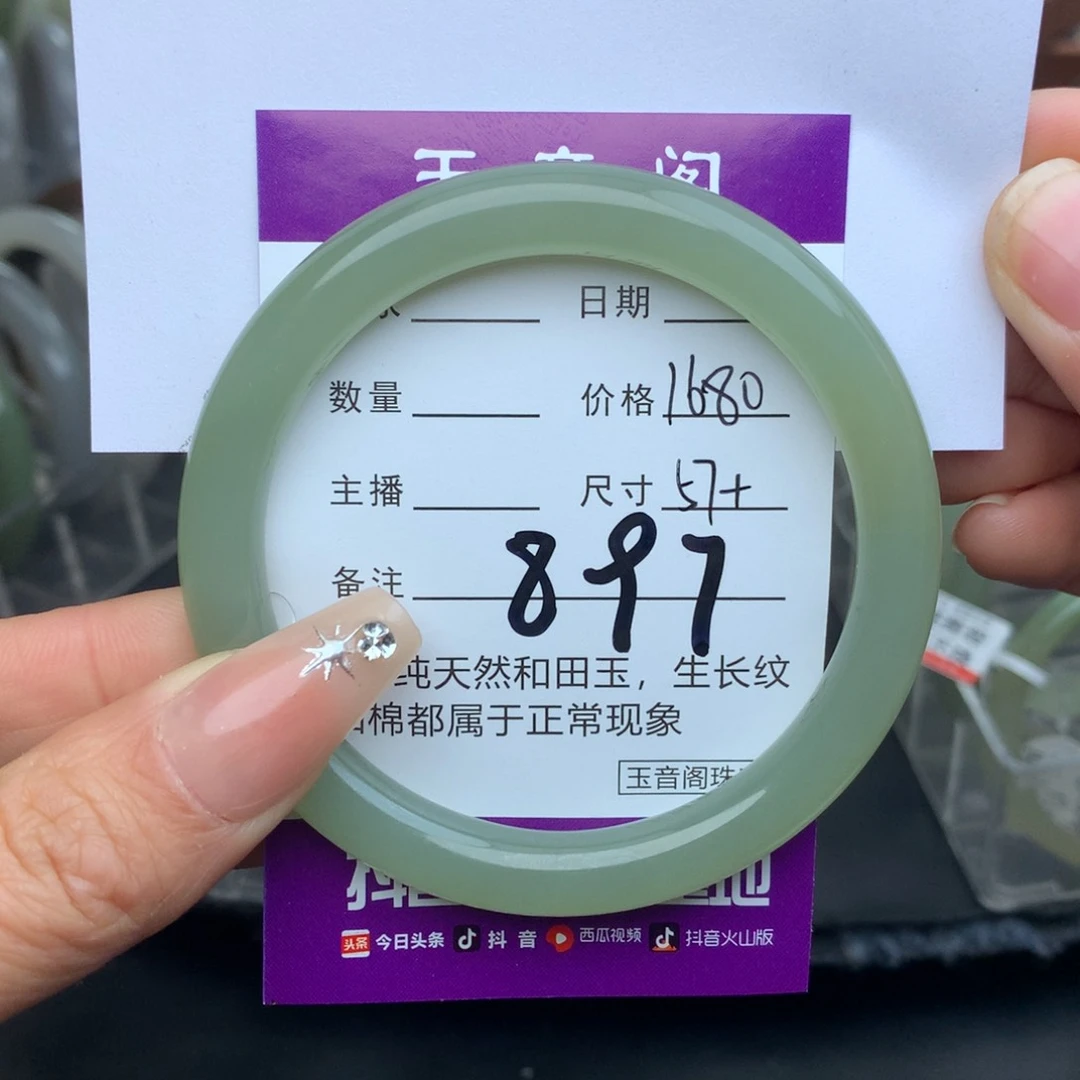 玉音阁
日期
数量 价格 1680
主播 尺寸 57+
备注 897
纯天然和田玉，生长纹
棉都属于正常现象
玉音阁珠
今日头条 抖音 西瓜视频 抖音火山版